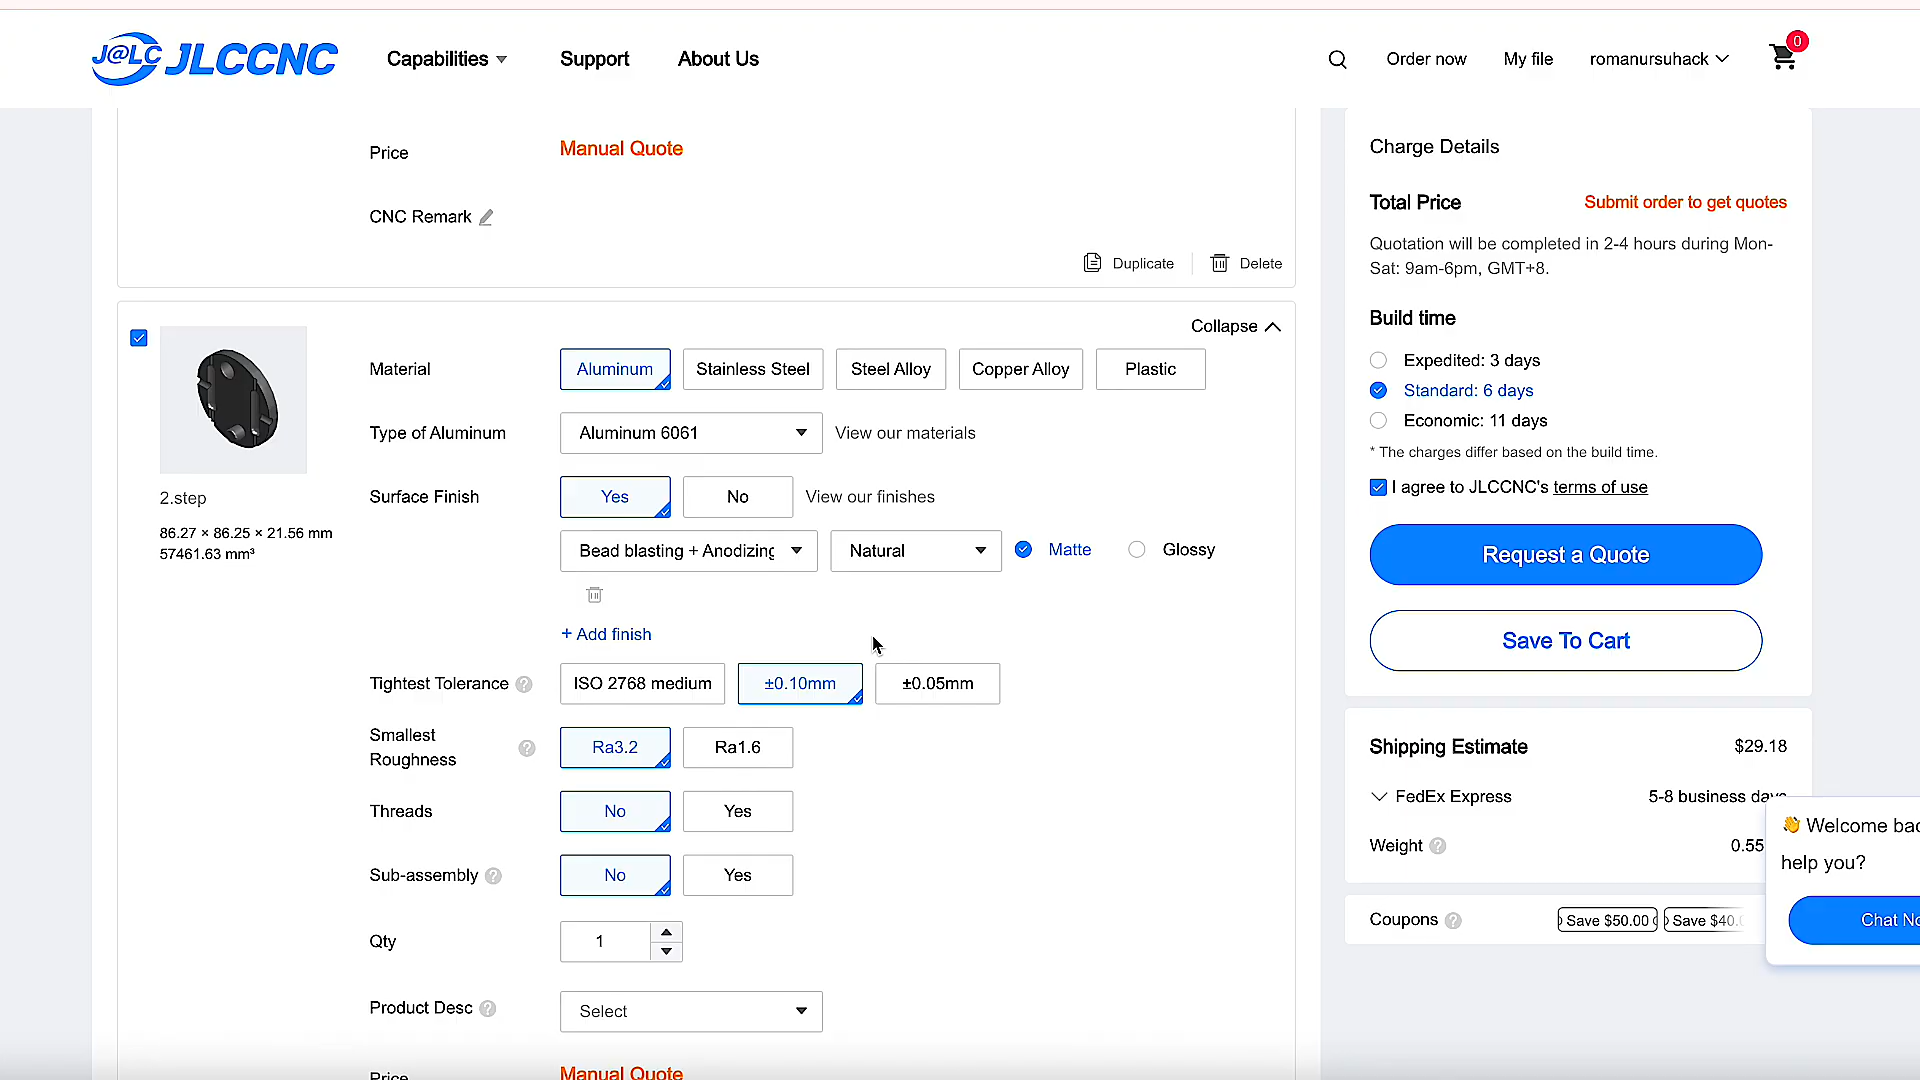 J@LC JLCCNC
Capabilities
Support
About Us
Order now
My file
romanursuhack
0
Price
Manual Quote
CNC Remark
Duplicate
Delete
Collapse
2.step
86.27 × 86.25 × 21.56 mm
57461.63 mm³
Material
Aluminum
Stainless Steel
Steel Alloy
Copper Alloy
Plastic
Type of Aluminum
Aluminum 6061
View our materials
Surface Finish
Yes
No
View our finishes
Bead blasting + Anodizing
Natural
Matte
Glossy
+ Add finish
Tightest Tolerance ?
ISO 2768 medium
±0.10mm
±0.05mm
Smallest
Roughness ?
Ra3.2
Ra1.6
Threads
No
Yes
Sub-assembly ?
No
Yes
Qty
1
Product Desc ?
Select
Price
Manual Quote
Charge Details
Total Price
Submit order to get quotes
Quotation will be completed in 2-4 hours during Mon-
Sat: 9am-6pm, GMT+8.
Build time
Expedited: 3 days
Standard: 6 days
Economic: 11 days
* The charges differ based on the build time.
I agree to JLCCNC's terms of use
Request a Quote
Save To Cart
Shipping Estimate
$29.18
FedEx Express
5-8 business days
Weight ?
0.55
Coupons ?
Save $50.00
Save $40.
👋 Welcome bac
help you?
Chat No